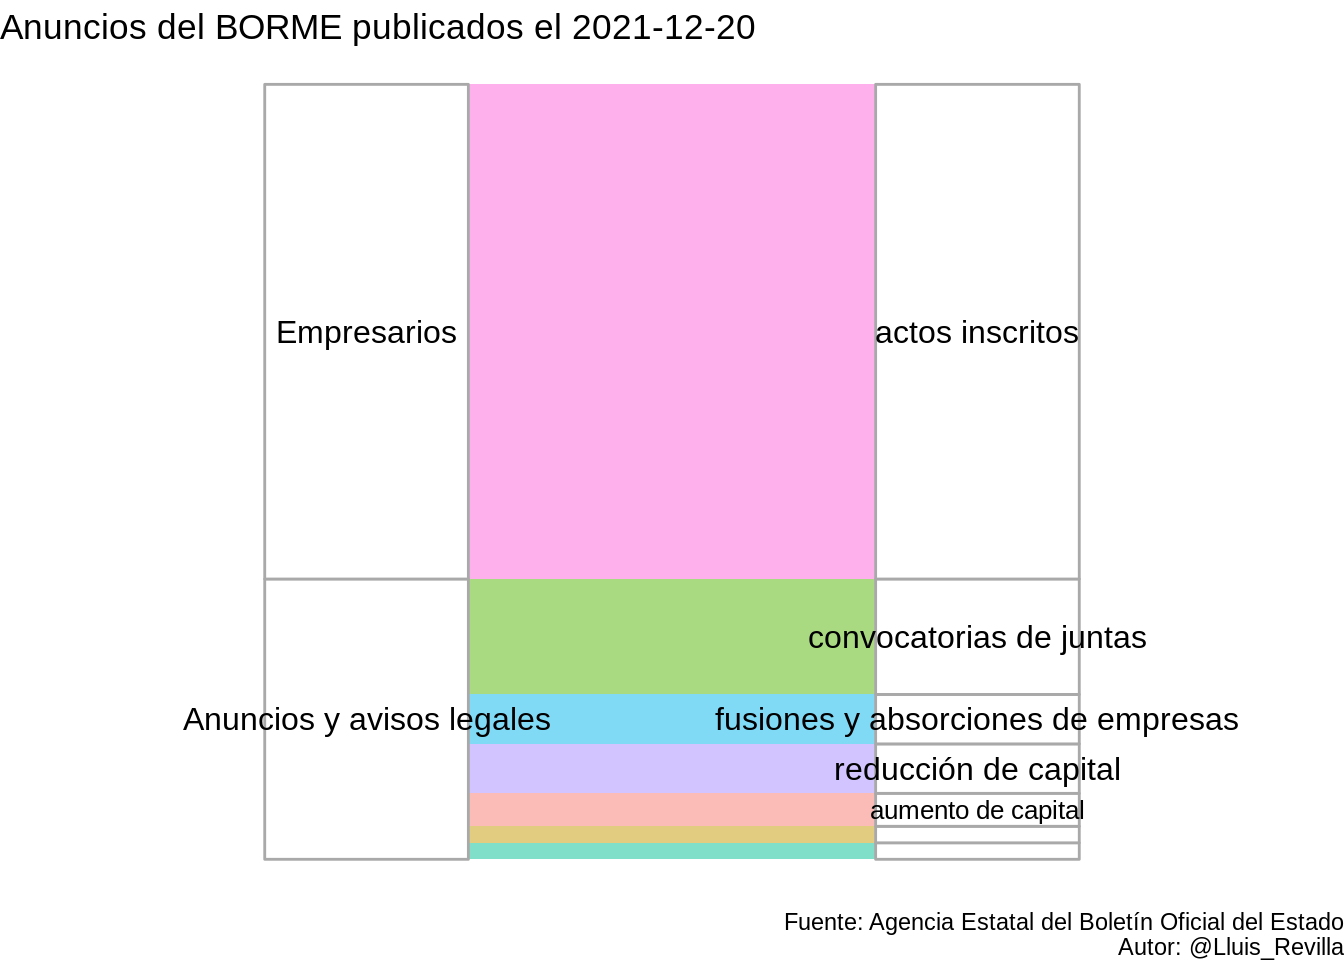 Anuncios del BORME publicados el 2021-12-20
Empresarios
actos inscritos
convocatorias de juntas
Anuncios y avisos legales
fusiones y absorciones de empresas
reducción de capital
aumento de capital
Fuente: Agencia Estatal del Boletín Oficial del Estado
Autor: @Lluis_Revilla